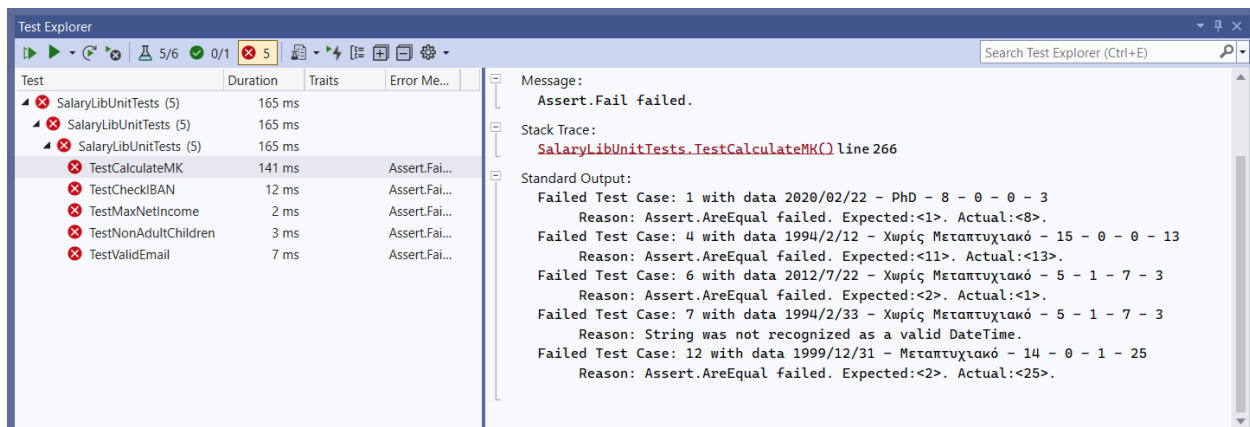 Test Explorer
5/6 0/1 5 Search Test Explorer (Ctrl+E)
Test Duration Traits Error Me...
SalaryLibUnitTests (5) 165 ms
SalaryLibUnitTests (5) 165 ms
SalaryLibUnitTests (5) 165 ms
TestCalculateMK 141 ms Assert.Fai...
TestCheckIBAN 12 ms Assert.Fai...
TestMaxNetIncome 2 ms Assert.Fai...
TestNonAdultChildren 3 ms Assert.Fai...
TestValidEmail 7 ms Assert.Fai...
Message:
Assert.Fail failed.
Stack Trace:
SalaryLibUnitTests.TestCalculateMK() line 266
Standard Output:
Failed Test Case: 1 with data 2020/02/22 - PhD - 8 - 0 - 0 - 3
Reason: Assert.AreEqual failed. Expected:<1>. Actual:<8>.
Failed Test Case: 4 with data 1994/2/12 - Χωρίς Μεταπτυχιακό - 15 - 0 - 0 - 13
Reason: Assert.AreEqual failed. Expected:<11>. Actual:<13>.
Failed Test Case: 6 with data 2012/7/22 - Χωρίς Μεταπτυχιακό - 5 - 1 - 7 - 3
Reason: Assert.AreEqual failed. Expected:<2>. Actual:<1>.
Failed Test Case: 7 with data 1994/2/33 - Χωρίς Μεταπτυχιακό - 5 - 1 - 7 - 3
Reason: String was not recognized as a valid DateTime.
Failed Test Case: 12 with data 1999/12/31 - Μεταπτυχιακό - 14 - 0 - 1 - 25
Reason: Assert.AreEqual failed. Expected:<2>. Actual:<25>.